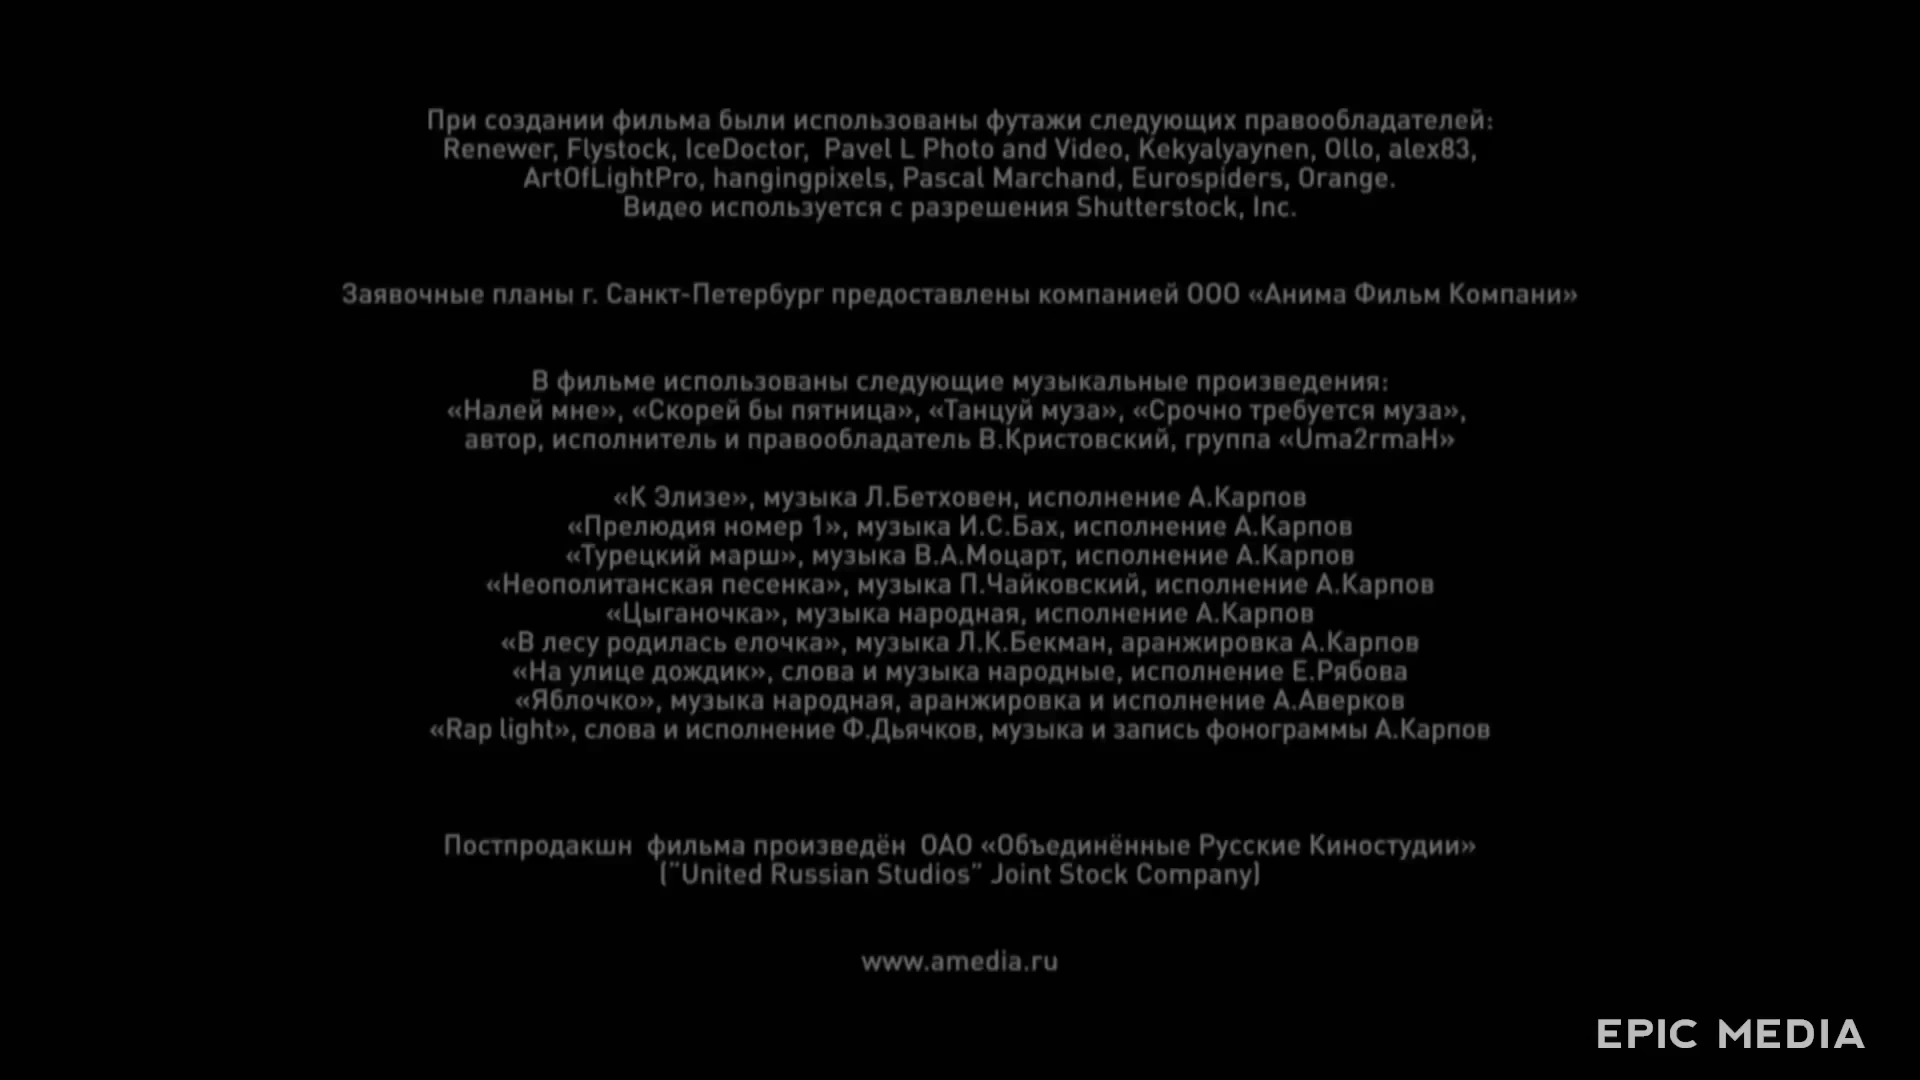 При создании фильма были использованы футажи следующих правообладателей:
Renewer, Flystock, IceDoctor,  Pavel L Photo and Video, Kekyalyaynen, Ollo, alex83,
ArtOfLightPro, hangingpixels, Pascal Marchand, Eurospiders, Orange.
Видео используется с разрешения Shutterstock, Inc.
Заявочные планы г. Санкт-Петербург предоставлены компанией ООО «Анима Фильм Компани»
В фильме использованы следующие музыкальные произведения:
«Налей мне», «Скорей бы пятница», «Танцуй муза», «Срочно требуется муза»,
автор, исполнитель и правообладатель В.Кристовский, группа «Uma2rmaH»
«К Элизе», музыка Л.Бетховен, исполнение А.Карпов
«Прелюдия номер 1», музыка И.С.Бах, исполнение А.Карпов
«Турецкий марш», музыка В.А.Моцарт, исполнение А.Карпов
«Неополитанская песенка», музыка П.Чайковский, исполнение А.Карпов
«Цыганочка», музыка народная, исполнение А.Карпов
«В лесу родилась елочка», музыка Л.К.Бекман, аранжировка А.Карпов
«На улице дождик», слова и музыка народные, исполнение Е.Рябова
«Яблочко», музыка народная, аранжировка и исполнение А.Аверков
«Rap light», слова и исполнение Ф.Дьячков, музыка и запись фонограммы А.Карпов
Постпродакшн  фильма произведён  ОАО «Объединённые Русские Киностудии»
("United Russian Studios" Joint Stock Company)
www.amedia.ru
EPIC MEDIA